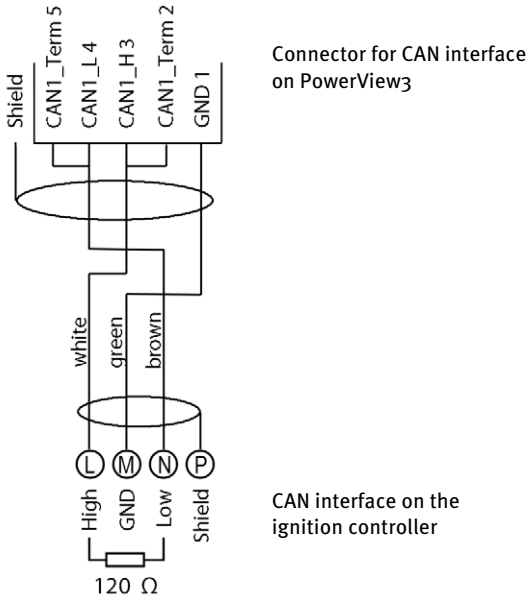 Shield
CAN1_Term 5
CAN1_L 4
CAN1_H 3
CAN1_Term 2
GND 1
Connector for CAN interface
on PowerView3
white
green
brown
L
M
N
P
High
GND
Low
Shield
CAN interface on the
ignition controller
120 Ω